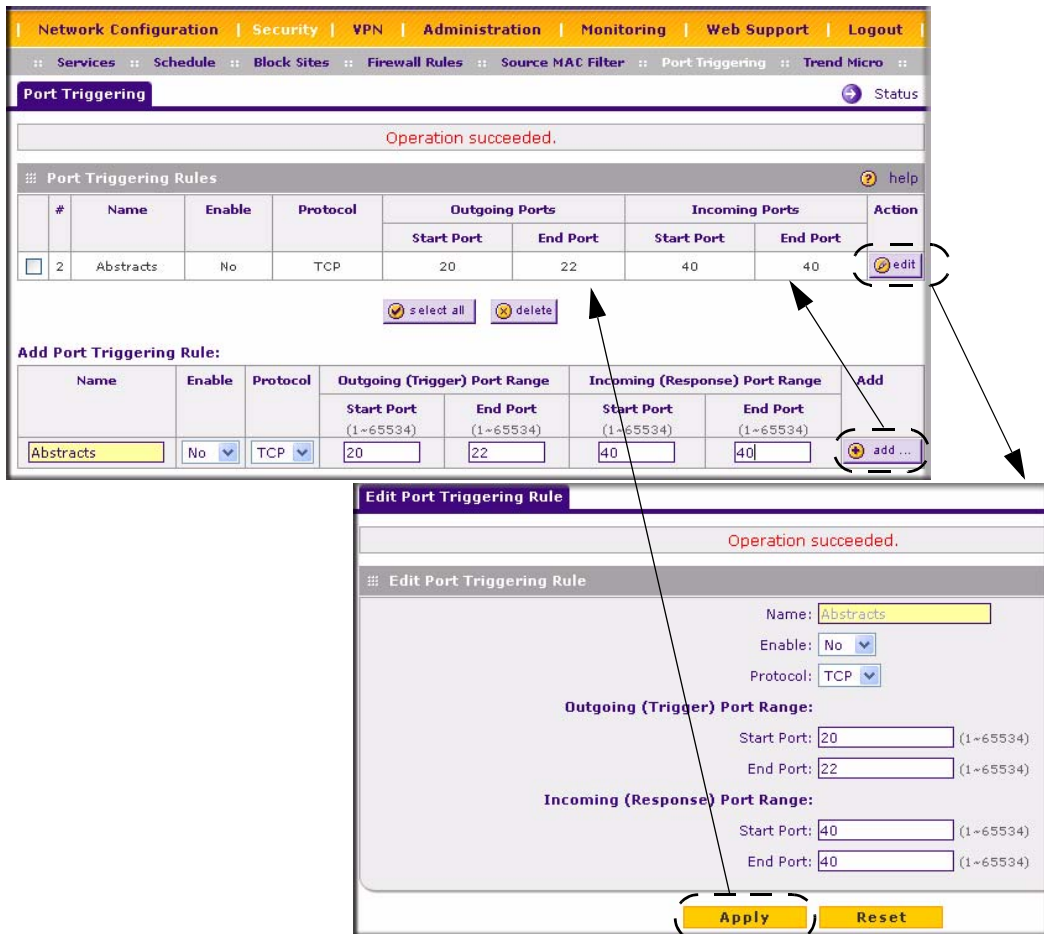 | Network Configuration | Security | VPN | Administration | Monitoring | Web Support | Logout |
:: Services :: Schedule :: Block Sites :: Firewall Rules :: Source MAC Filter :: Port Triggering :: Trend Micro ::
Port Triggering Status
Operation succeeded.
Port Triggering Rules help
# Name Enable Protocol Outgoing Ports Incoming Ports Action
Start Port End Port Start Port End Port
2 Abstracts No TCP 20 22 40 40 edit
select all delete
Add Port Triggering Rule:
Name Enable Protocol Outgoing (Trigger) Port Range Incoming (Response) Port Range Add
Start Port End Port Start Port End Port
(1~65534) (1~65534) (1~65534) (1~65534)
Abstracts No TCP 20 22 40 40 add ...
Edit Port Triggering Rule
Operation succeeded.
Edit Port Triggering Rule
Name: Abstracts
Enable: No
Protocol: TCP
Outgoing (Trigger) Port Range:
Start Port: 20 (1~65534)
End Port: 22 (1~65534)
Incoming (Response) Port Range:
Start Port: 40 (1~65534)
End Port: 40 (1~65534)
Apply Reset